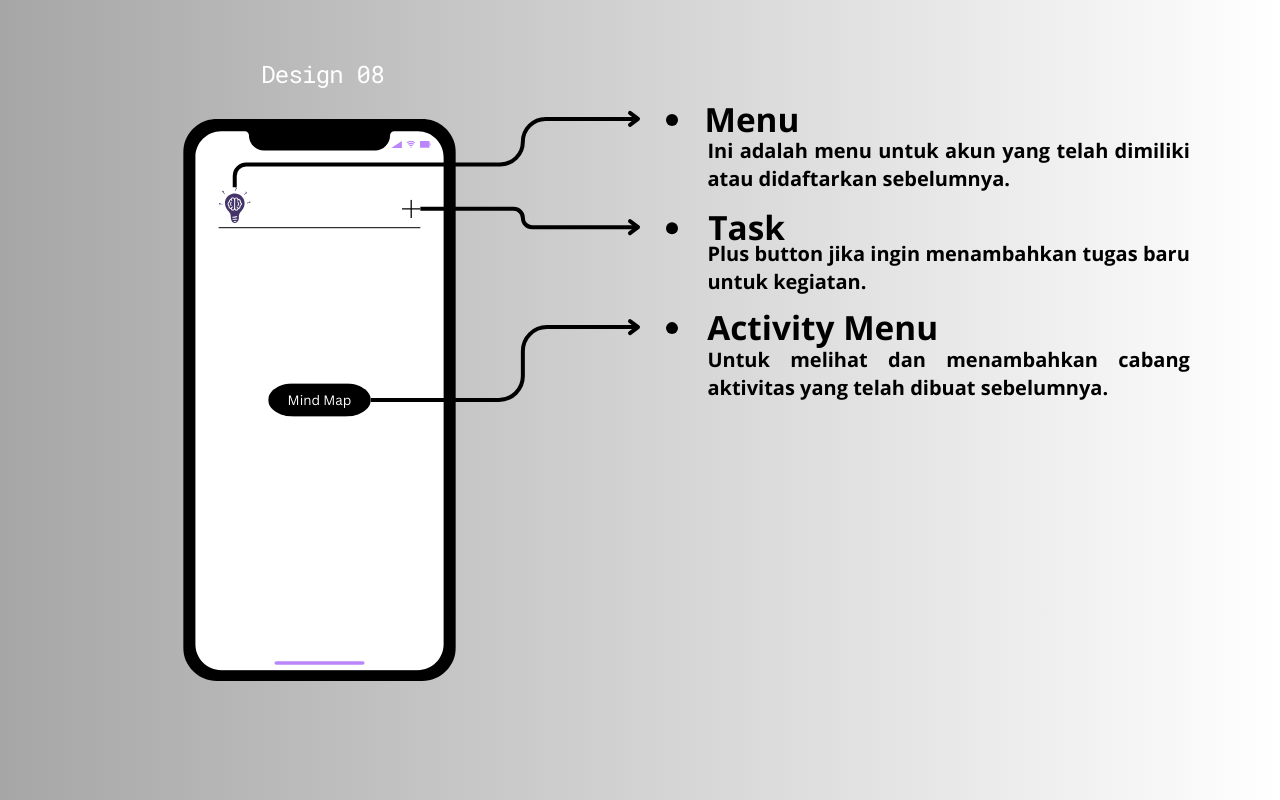 Design 08
Menu
Ini adalah menu untuk akun yang telah dimiliki
atau didaftarkan sebelumnya.
Task
Plus button jika ingin menambahkan tugas baru
untuk kegiatan.
Activity Menu
Untuk melihat dan menambahkan cabang
aktivitas yang telah dibuat sebelumnya.
Mind Map